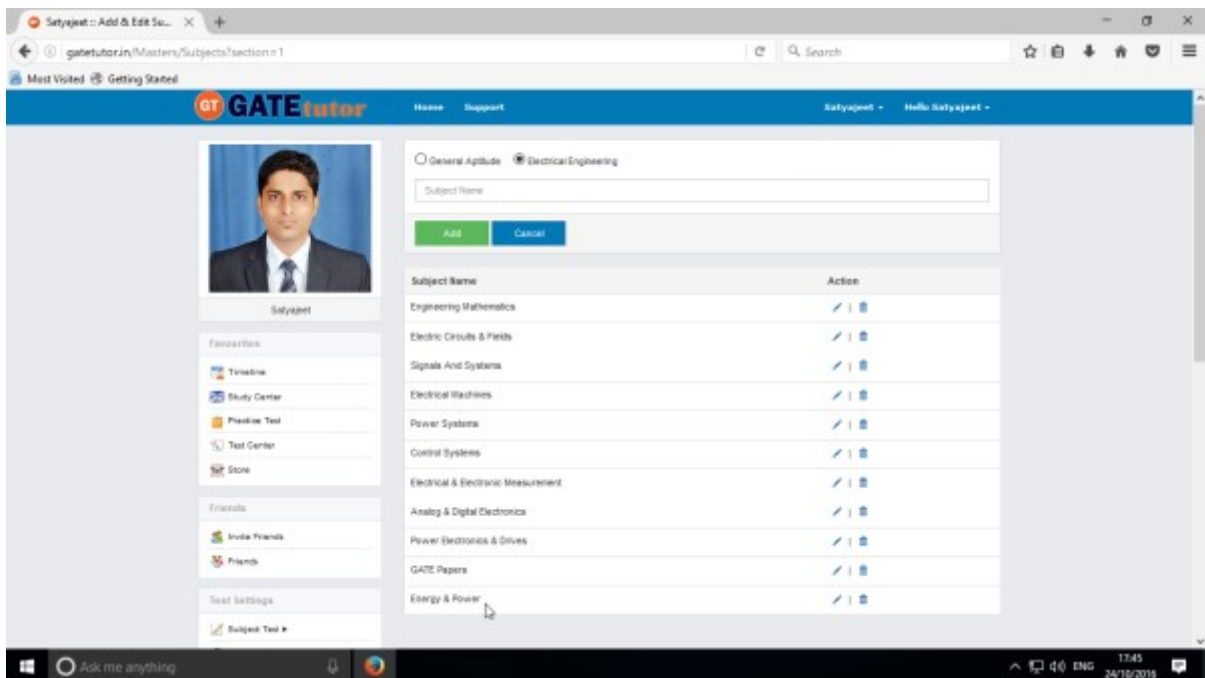 Satyajeet :: Add & Edit Su...
gatetutor.in/Masters/Subjects?section=1
Search
Most Visited
Getting Started
GT GATEtutor
Home
Support
Satyajeet
Hello Satyajeet
General Aptitude
Electrical Engineering
Subject Name
Add
Cancel
Satyajeet
Favourites
Timeline
Study Center
Practice Test
Test Center
Store
Friends
Invite Friends
Friends
Test Settings
Subject Test
Subject Name Action
Engineering Mathematics
Electric Circuits & Fields
Signals And Systems
Electrical Machines
Power Systems
Control Systems
Electrical & Electronic Measurement
Analog & Digital Electronics
Power Electronics & Drives
GATE Papers
Energy & Power
Ask me anything
ENG
17:45
24/10/2016